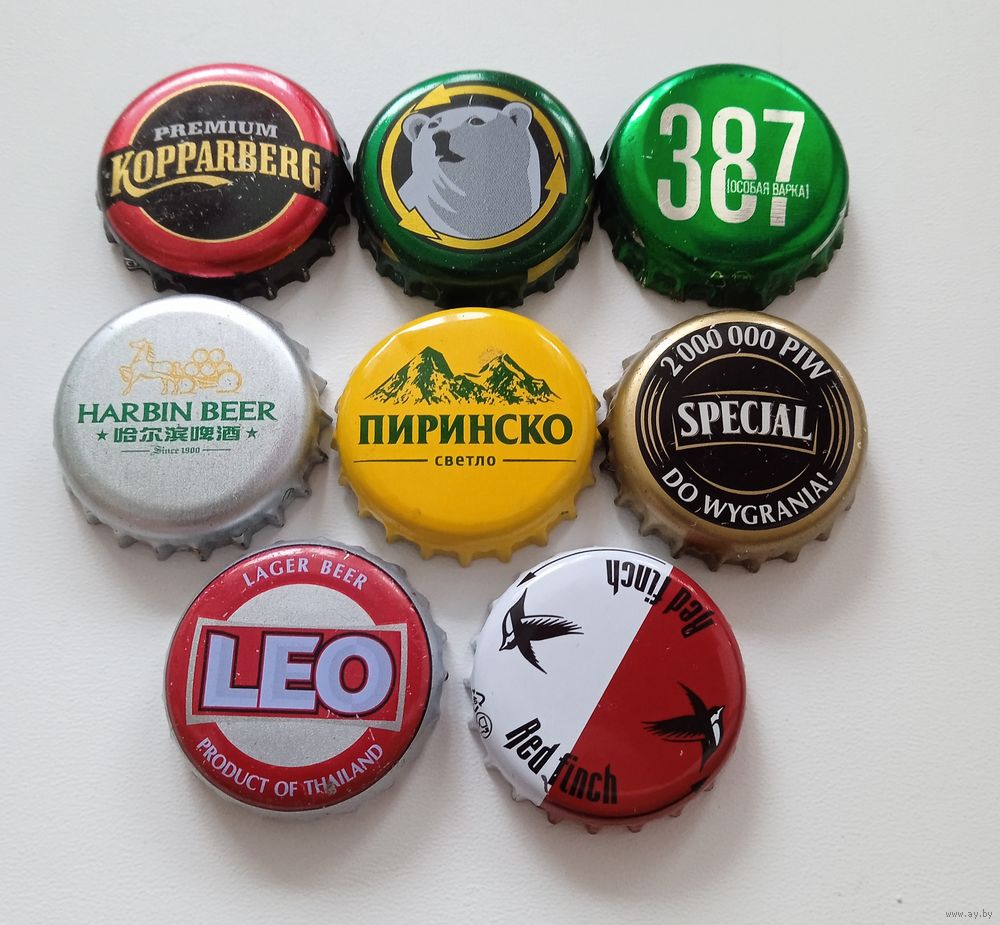 PREMIUM
KOPPARBERG
387
[ОСОБАЯ ВАРКА]
HARBIN BEER
★哈尔滨啤酒★
Since 1900
ПИРИНСКО
светло
2 000 000 PIW
SPECJAL
DO WYGRANIA!
LAGER BEER
LEO
PRODUCT OF THAILAND
Red finch
Red finch
www.ay.by